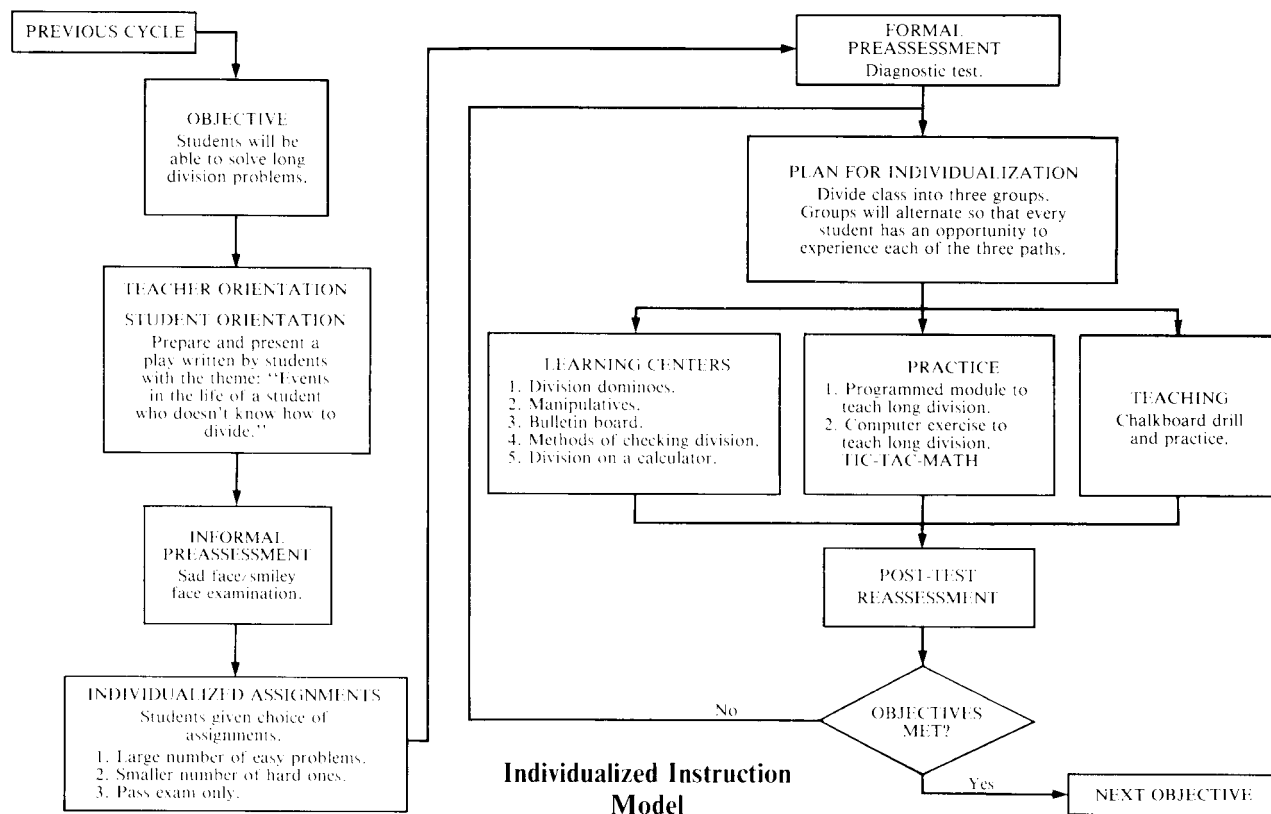 PREVIOUS CYCLE
OBJECTIVE
Students will be
able to solve long
division problems.
TEACHER ORIENTATION
STUDENT ORIENTATION
Prepare and present a
play written by students
with the theme: “Events
in the life of a student
who doesn't know how to
divide.”
INFORMAL
PREASSESSMENT
Sad face/smiley
face examination.
INDIVIDUALIZED ASSIGNMENTS
Students given choice of
assignments.
1. Large number of easy problems.
2. Smaller number of hard ones.
3. Pass exam only.
FORMAL
PREASSESSMENT
Diagnostic test.
PLAN FOR INDIVIDUALIZATION
Divide class into three groups.
Groups will alternate so that every
student has an opportunity to
experience each of the three paths.
LEARNING CENTERS
1. Division dominoes.
2. Manipulatives.
3. Bulletin board.
4. Methods of checking division.
5. Division on a calculator.
PRACTICE
1. Programmed module to
teach long division.
2. Computer exercise to
teach long division.
TIC-TAC-MATH
TEACHING
Chalkboard drill
and practice.
POST-TEST
REASSESSMENT
OBJECTIVES
MET?
No
Yes
NEXT OBJECTIVE
Individualized Instruction
Model